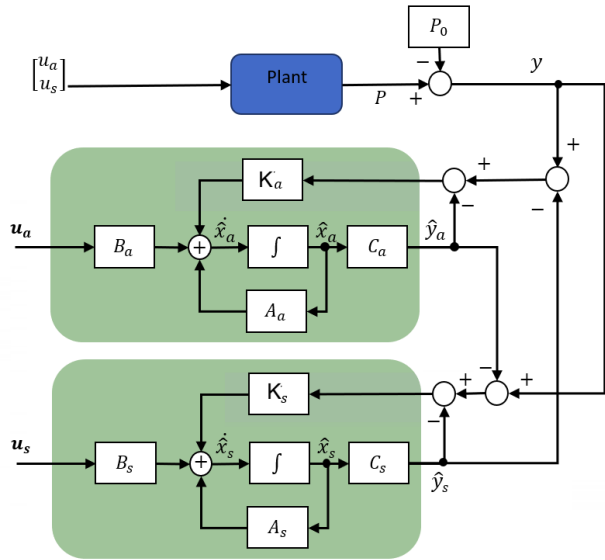 P₀
[u_a
u_s]
Plant
−
y
P
+
+
K_a
+
−
−
u_a
B_a
+
x̂̇_a
∫
x̂_a
C_a
ŷ_a
A_a
−
K_s
+
+
−
u_s
B_s
+
x̂̇_s
∫
x̂_s
C_s
ŷ_s
A_s